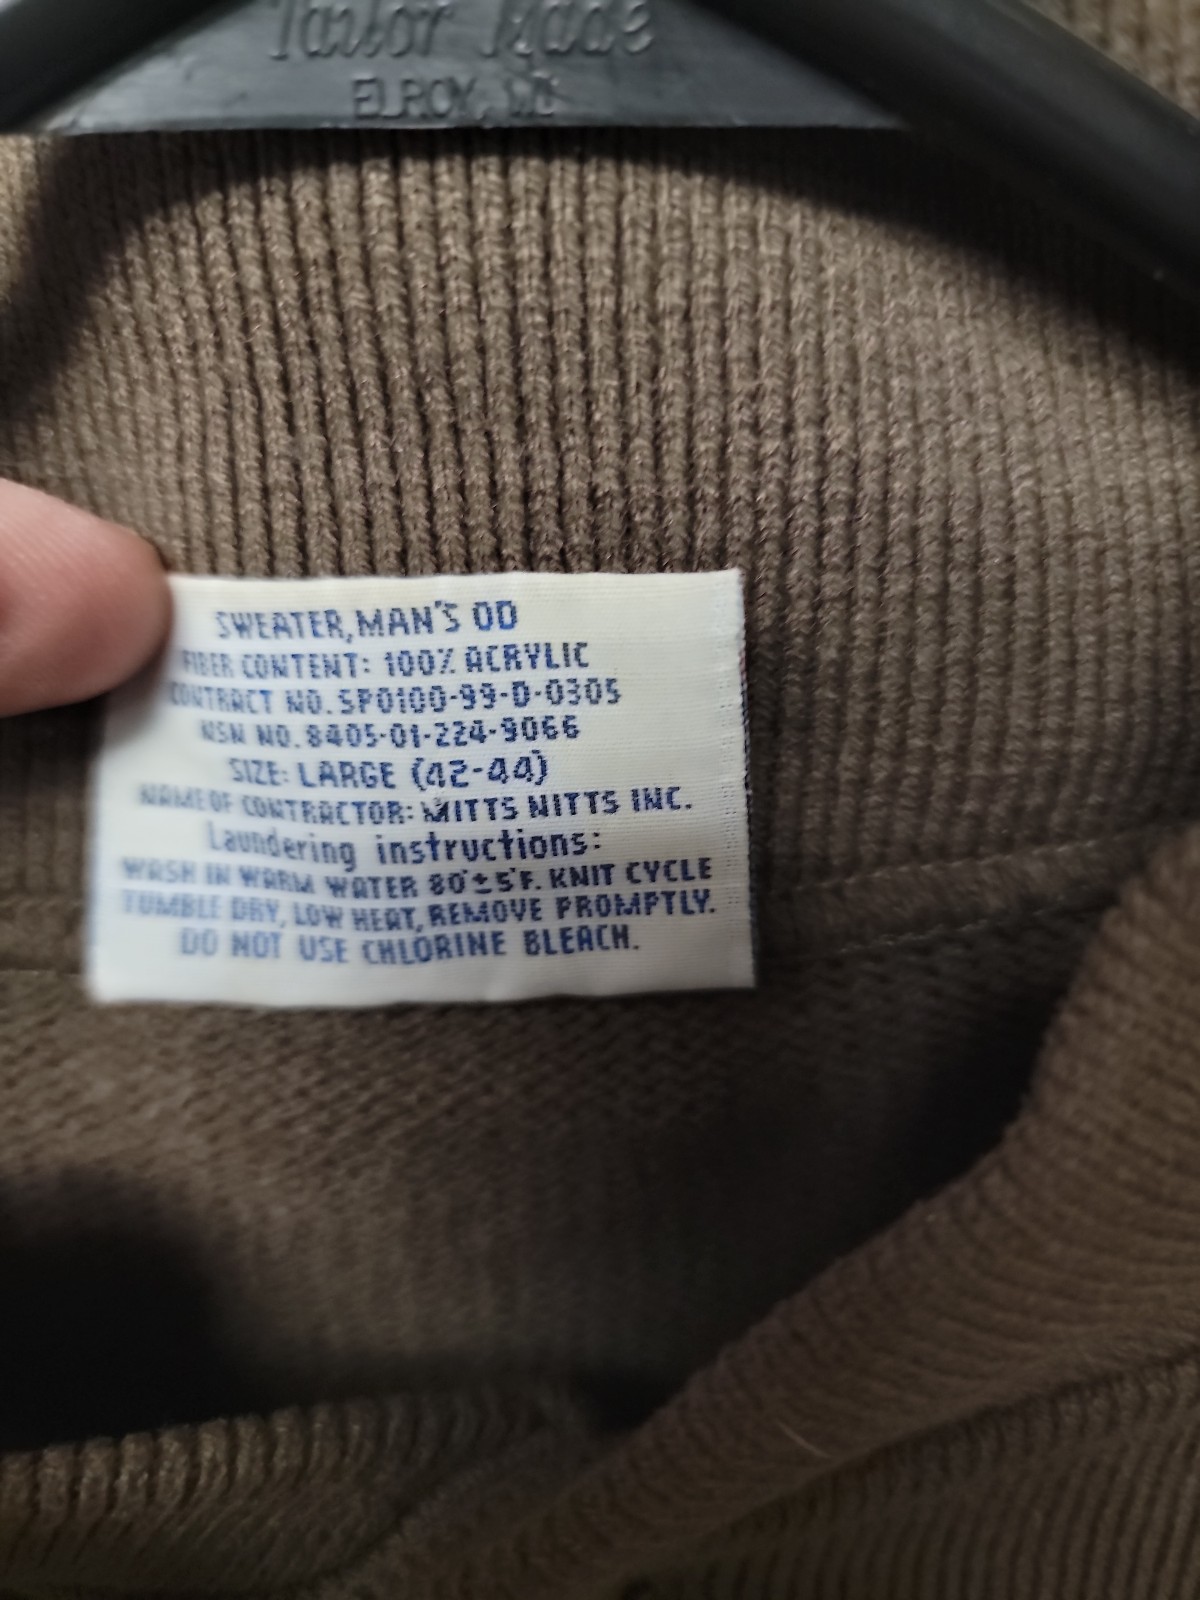 Tailor Made
ELROY, WI
SWEATER, MAN'S OD
FIBER CONTENT: 100% ACRYLIC
CONTRACT NO. SP0100-99-D-0305
NSN NO. 8405-01-224-9066
SIZE: LARGE (42-44)
NAME OF CONTRACTOR: MITTS NITTS INC.
Laundering instructions:
WASH IN WARM WATER 80°±5°F. KNIT CYCLE
TUMBLE DRY, LOW HEAT, REMOVE PROMPTLY.
DO NOT USE CHLORINE BLEACH.